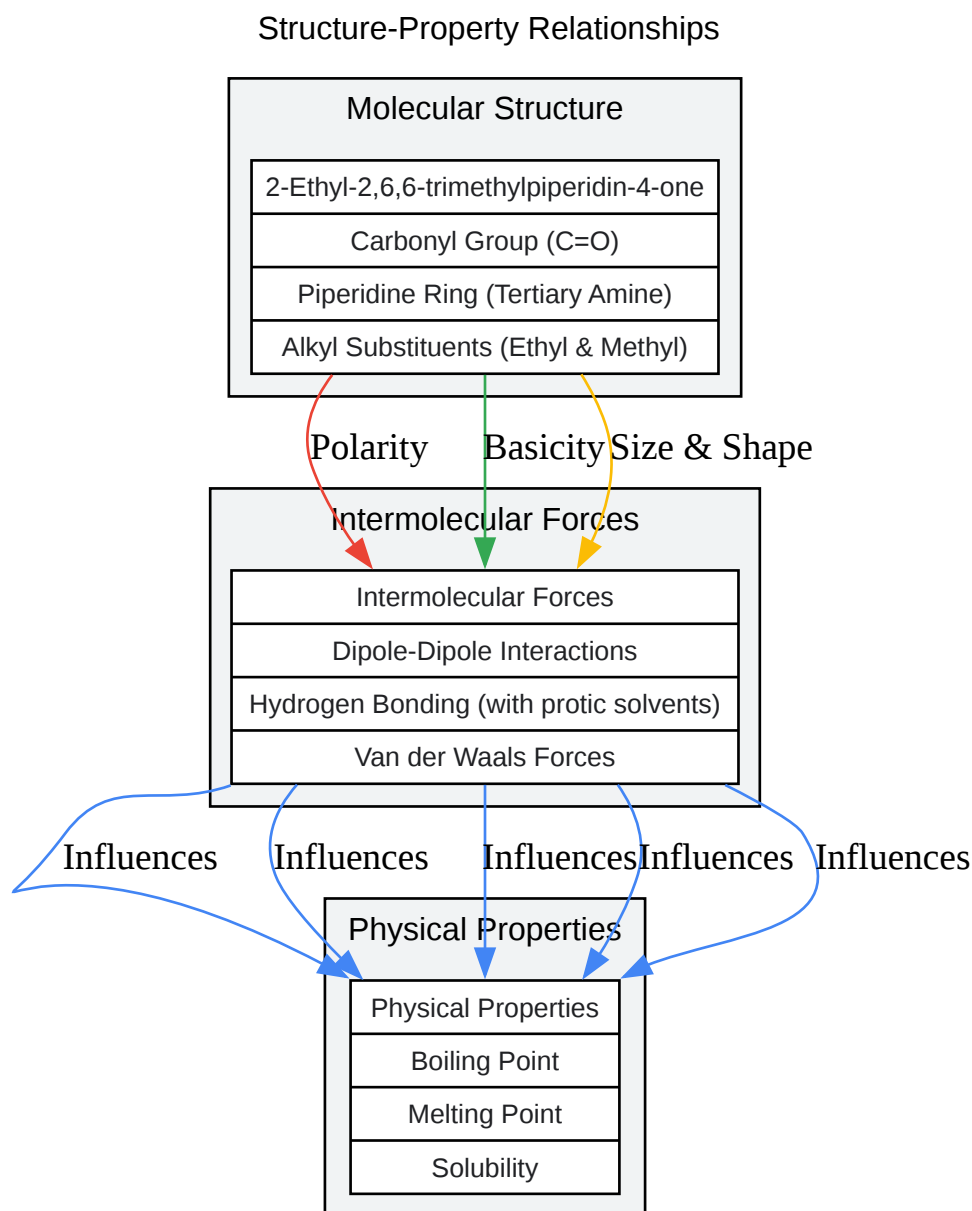 Structure-Property Relationships
Molecular Structure
2-Ethyl-2,6,6-trimethylpiperidin-4-one
Carbonyl Group (C=O)
Piperidine Ring (Tertiary Amine)
Alkyl Substituents (Ethyl & Methyl)
Polarity Basicity Size & Shape
Intermolecular Forces
Intermolecular Forces
Dipole-Dipole Interactions
Hydrogen Bonding (with protic solvents)
Van der Waals Forces
Influences Influences Influences Influences Influences
Physical Properties
Physical Properties
Boiling Point
Melting Point
Solubility